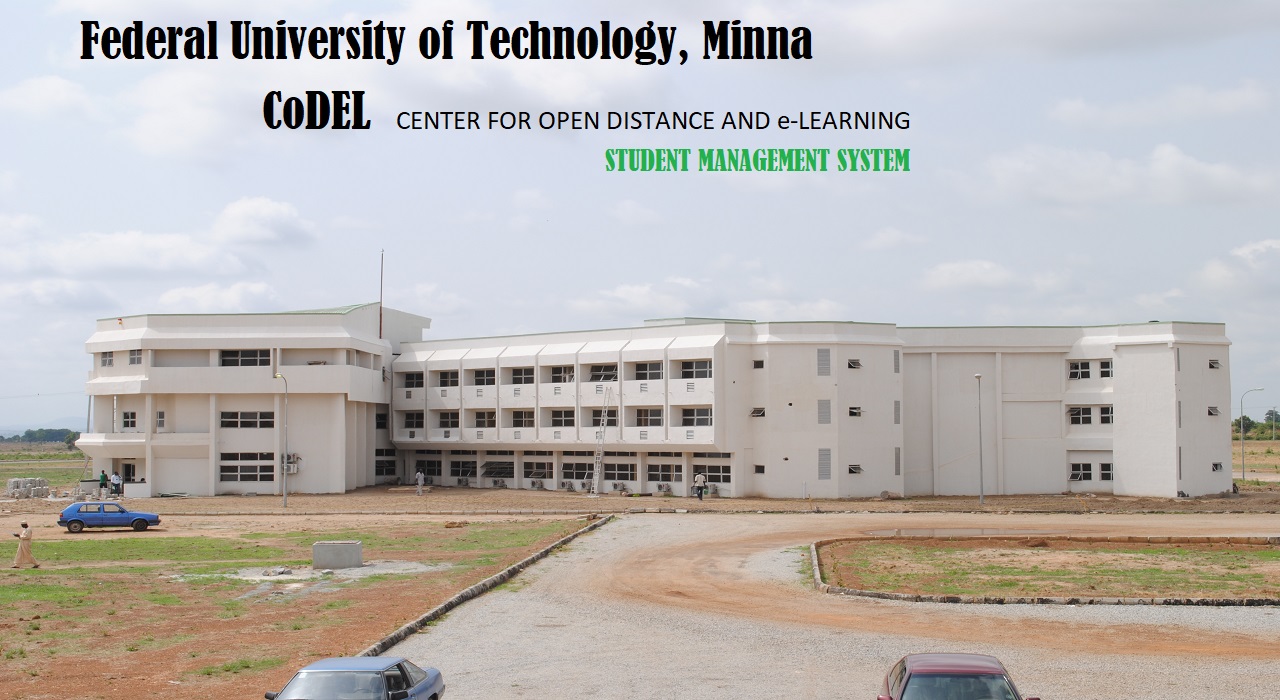 Federal University of Technology, Minna
CoDEL CENTER FOR OPEN DISTANCE AND e-LEARNING
STUDENT MANAGEMENT SYSTEM